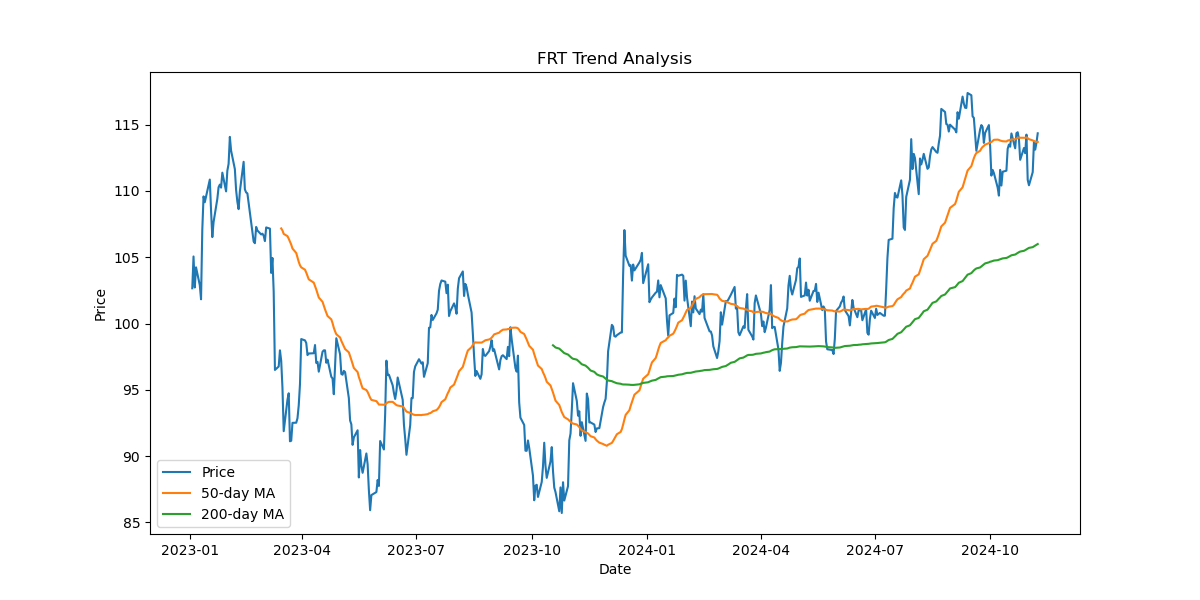 FRT Trend Analysis
Price
115
110
105
100
95
90
85
Price
50-day MA
200-day MA
2023-01
2023-04
2023-07
2023-10
2024-01
2024-04
2024-07
2024-10
Date